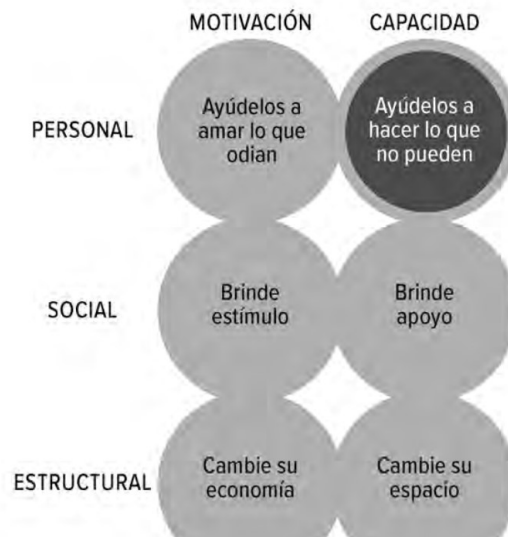 MOTIVACIÓN CAPACIDAD
PERSONAL
Ayúdelos a
amar lo que
odian
Ayúdelos a
hacer lo que
no pueden
SOCIAL
Brinde
estímulo
Brinde
apoyo
ESTRUCTURAL
Cambie su
economía
Cambie su
espacio